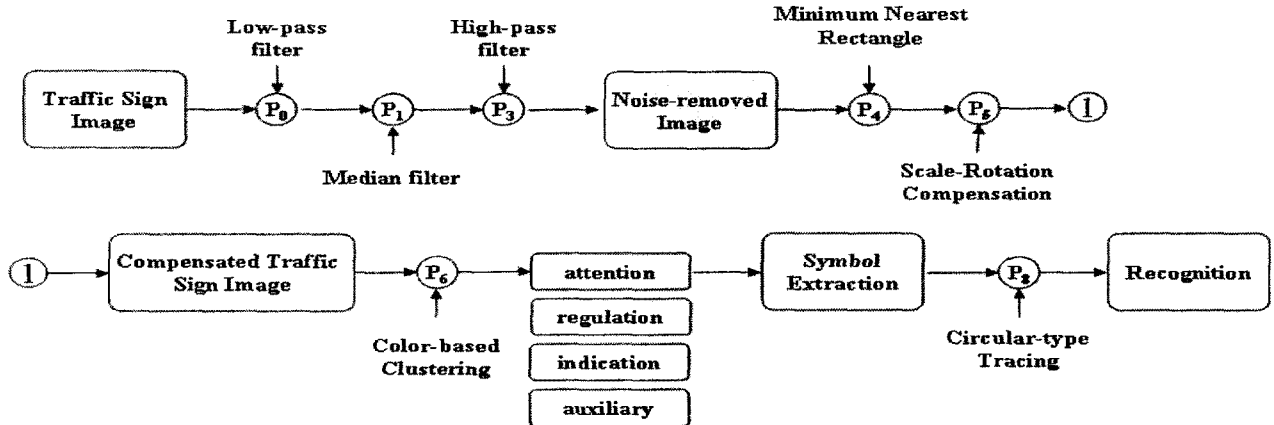 Low-pass
filter
High-pass
filter
Minimum Nearest
Rectangle
Traffic Sign
Image
P0
P1
P3
Noise-removed
Image
P4
P5
1
Median filter
Scale-Rotation
Compensation
1
Compensated Traffic
Sign Image
P6
attention
Symbol
Extraction
P8
Recognition
regulation
Color-based
Clustering
indication
Circular-type
Tracing
auxiliary